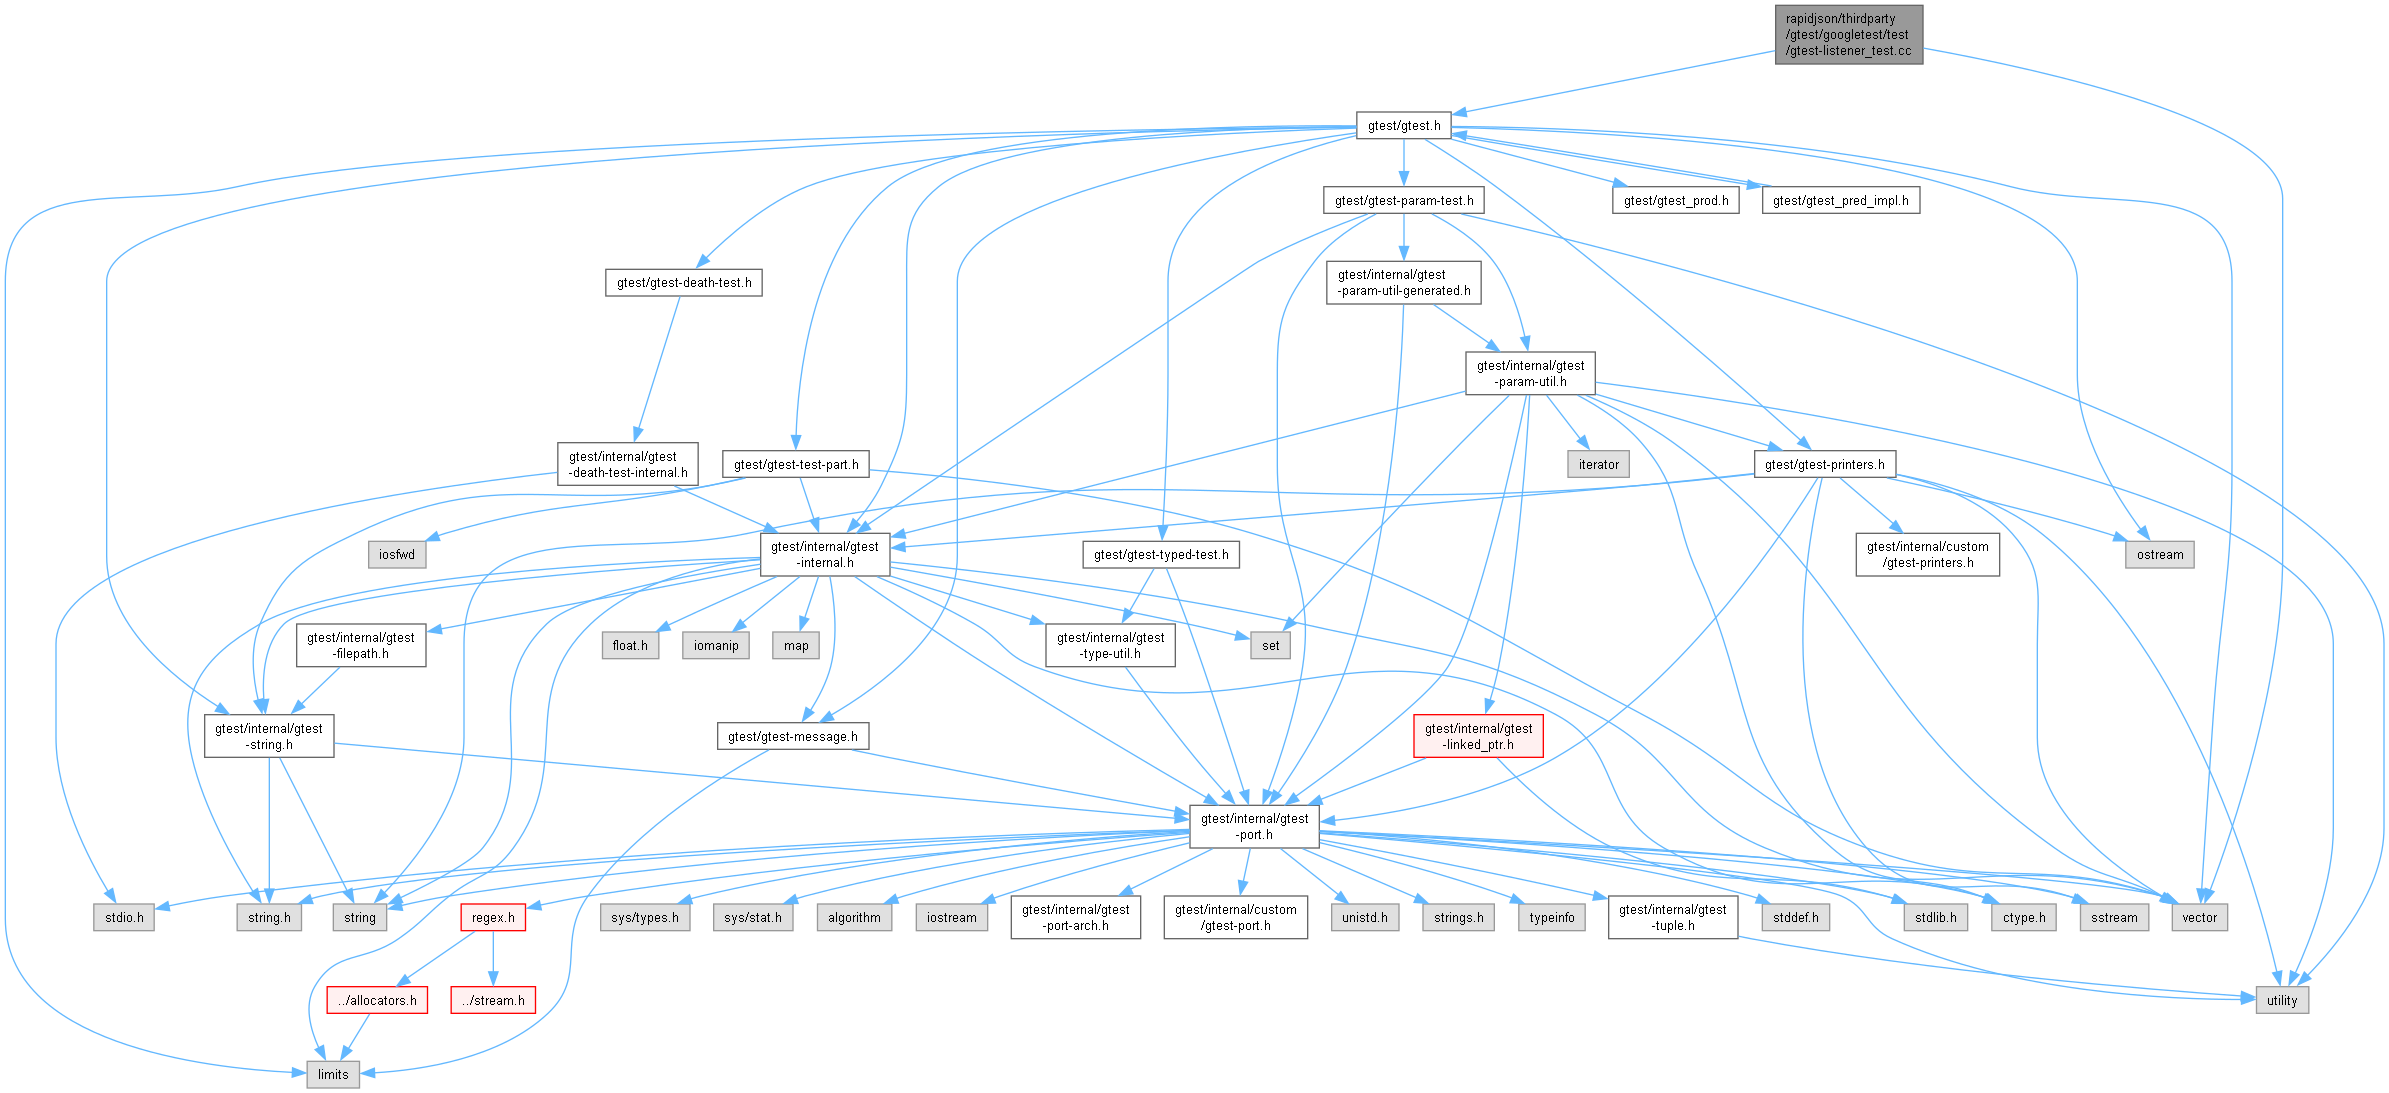 rapidjson/thirdparty
/gtest/googletest/test
/gtest-listener_test.cc
gtest/gtest.h
gtest/gtest-param-test.h
gtest/gtest_prod.h
gtest/gtest_pred_impl.h
gtest/gtest-death-test.h
gtest/internal/gtest
-param-util-generated.h
gtest/internal/gtest
-param-util.h
gtest/internal/gtest
-death-test-internal.h
gtest/gtest-test-part.h
iterator
gtest/gtest-printers.h
iosfwd
gtest/internal/gtest
-internal.h
gtest/gtest-typed-test.h
gtest/internal/custom
/gtest-printers.h
ostream
gtest/internal/gtest
-filepath.h
float.h
iomanip
map
gtest/internal/gtest
-type-util.h
set
gtest/internal/gtest
-string.h
gtest/gtest-message.h
gtest/internal/gtest
-linked_ptr.h
gtest/internal/gtest
-port.h
stdio.h
string.h
string
regex.h
sys/types.h
sys/stat.h
algorithm
iostream
gtest/internal/gtest
-port-arch.h
gtest/internal/custom
/gtest-port.h
unistd.h
strings.h
typeinfo
gtest/internal/gtest
-tuple.h
stddef.h
stdlib.h
ctype.h
sstream
vector
../allocators.h
../stream.h
utility
limits